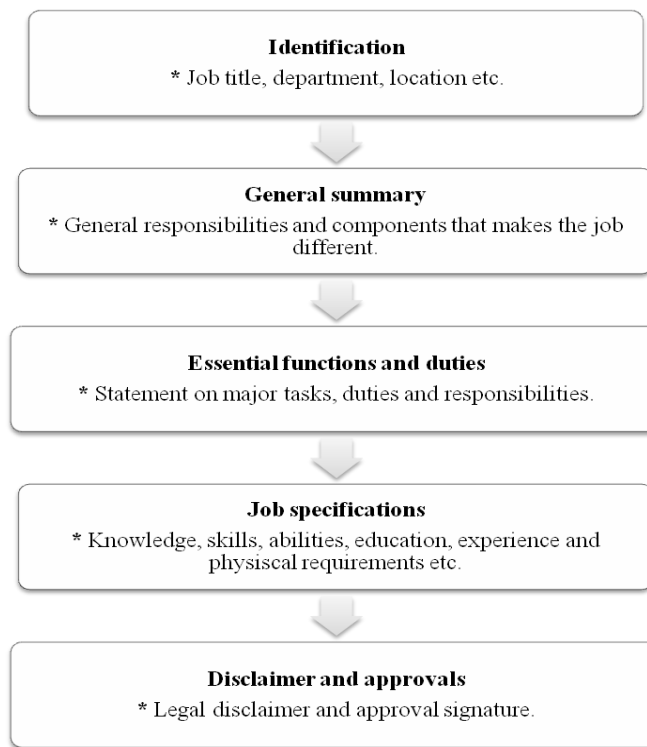 Identification
* Job title, department, location etc.
General summary
* General responsibilities and components that makes the job
different.
Essential functions and duties
* Statement on major tasks, duties and responsibilities.
Job specifications
* Knowledge, skills, abilities, education, experience and
physiscal requirements etc.
Disclaimer and approvals
* Legal disclaimer and approval signature.